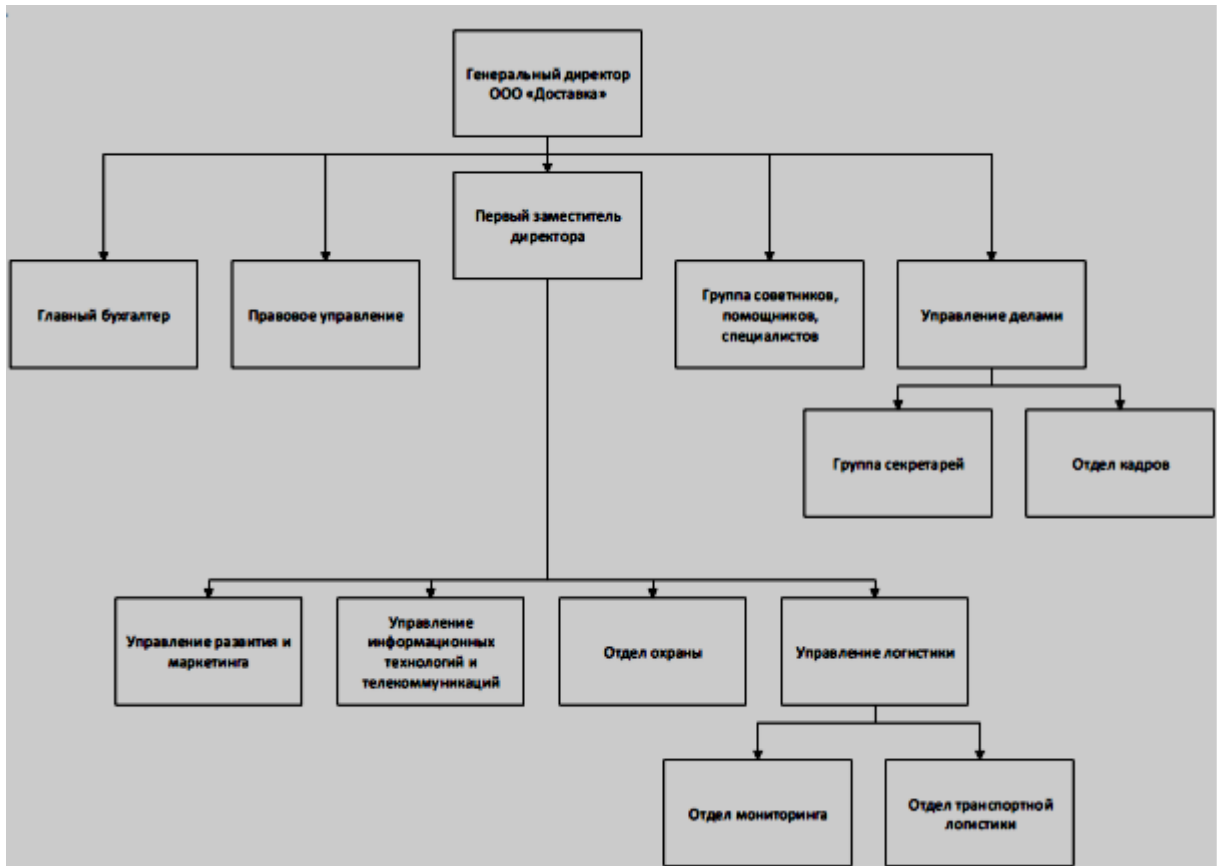 Генеральный директор
ООО «Доставка»
Первый заместитель
директора
Главный бухгалтер
Правовое управление
Группа советников,
помощников,
специалистов
Управление делами
Группа секретарей
Отдел кадров
Управление развития и
маркетинга
Управление
информационных
технологий и
телекоммуникаций
Отдел охраны
Управление логистики
Отдел мониторинга
Отдел транспортной
логистики